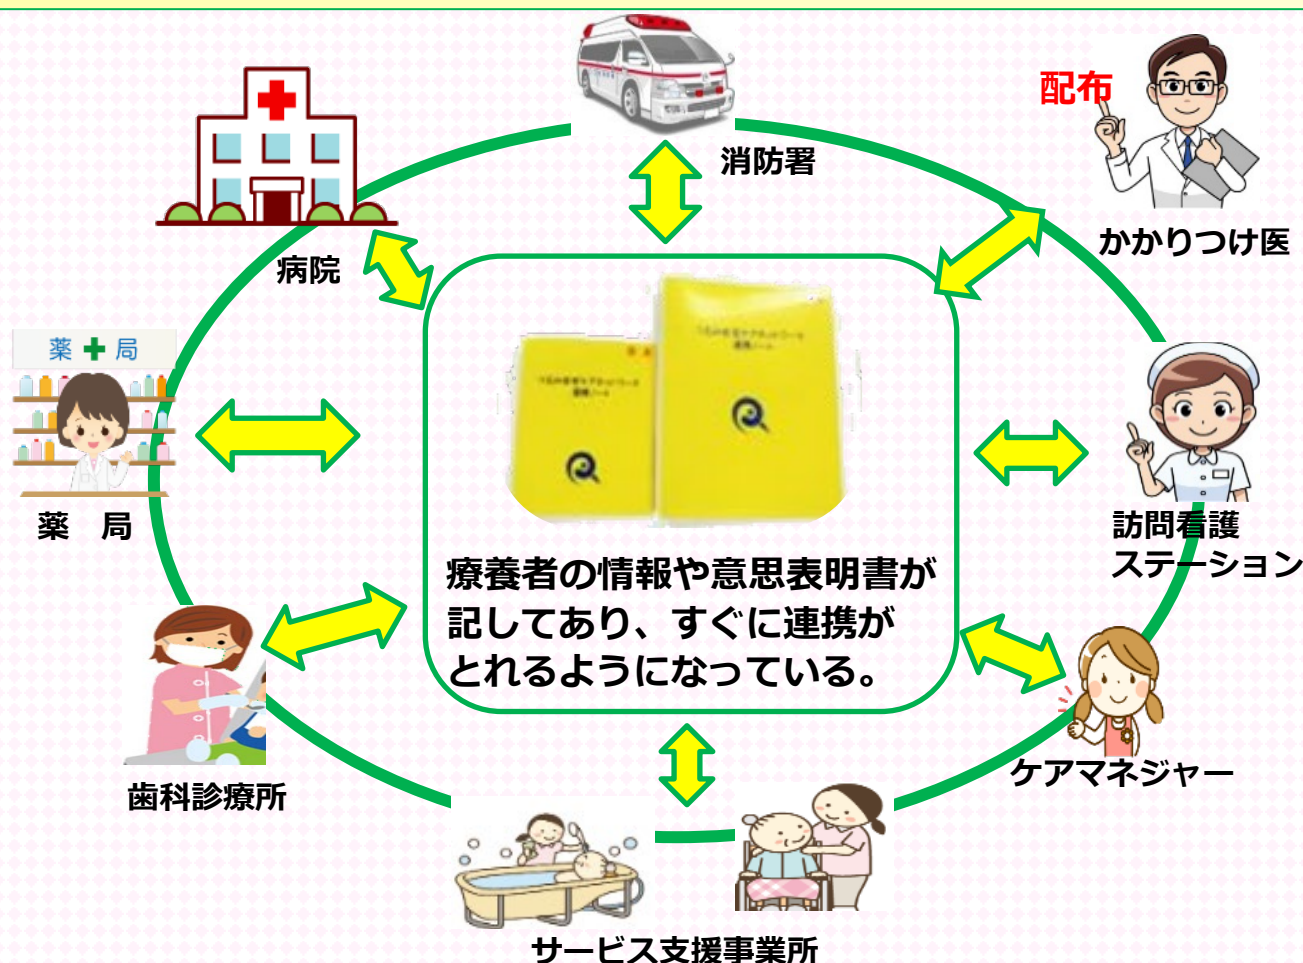 消防署
配布
かかりつけ医
病院
薬 局
薬 局
訪問看護
ステーション
療養者の情報や意思表明書が
記してあり、すぐに連携が
とれるようになっている。
歯科診療所
ケアマネジャー
サービス支援事業所